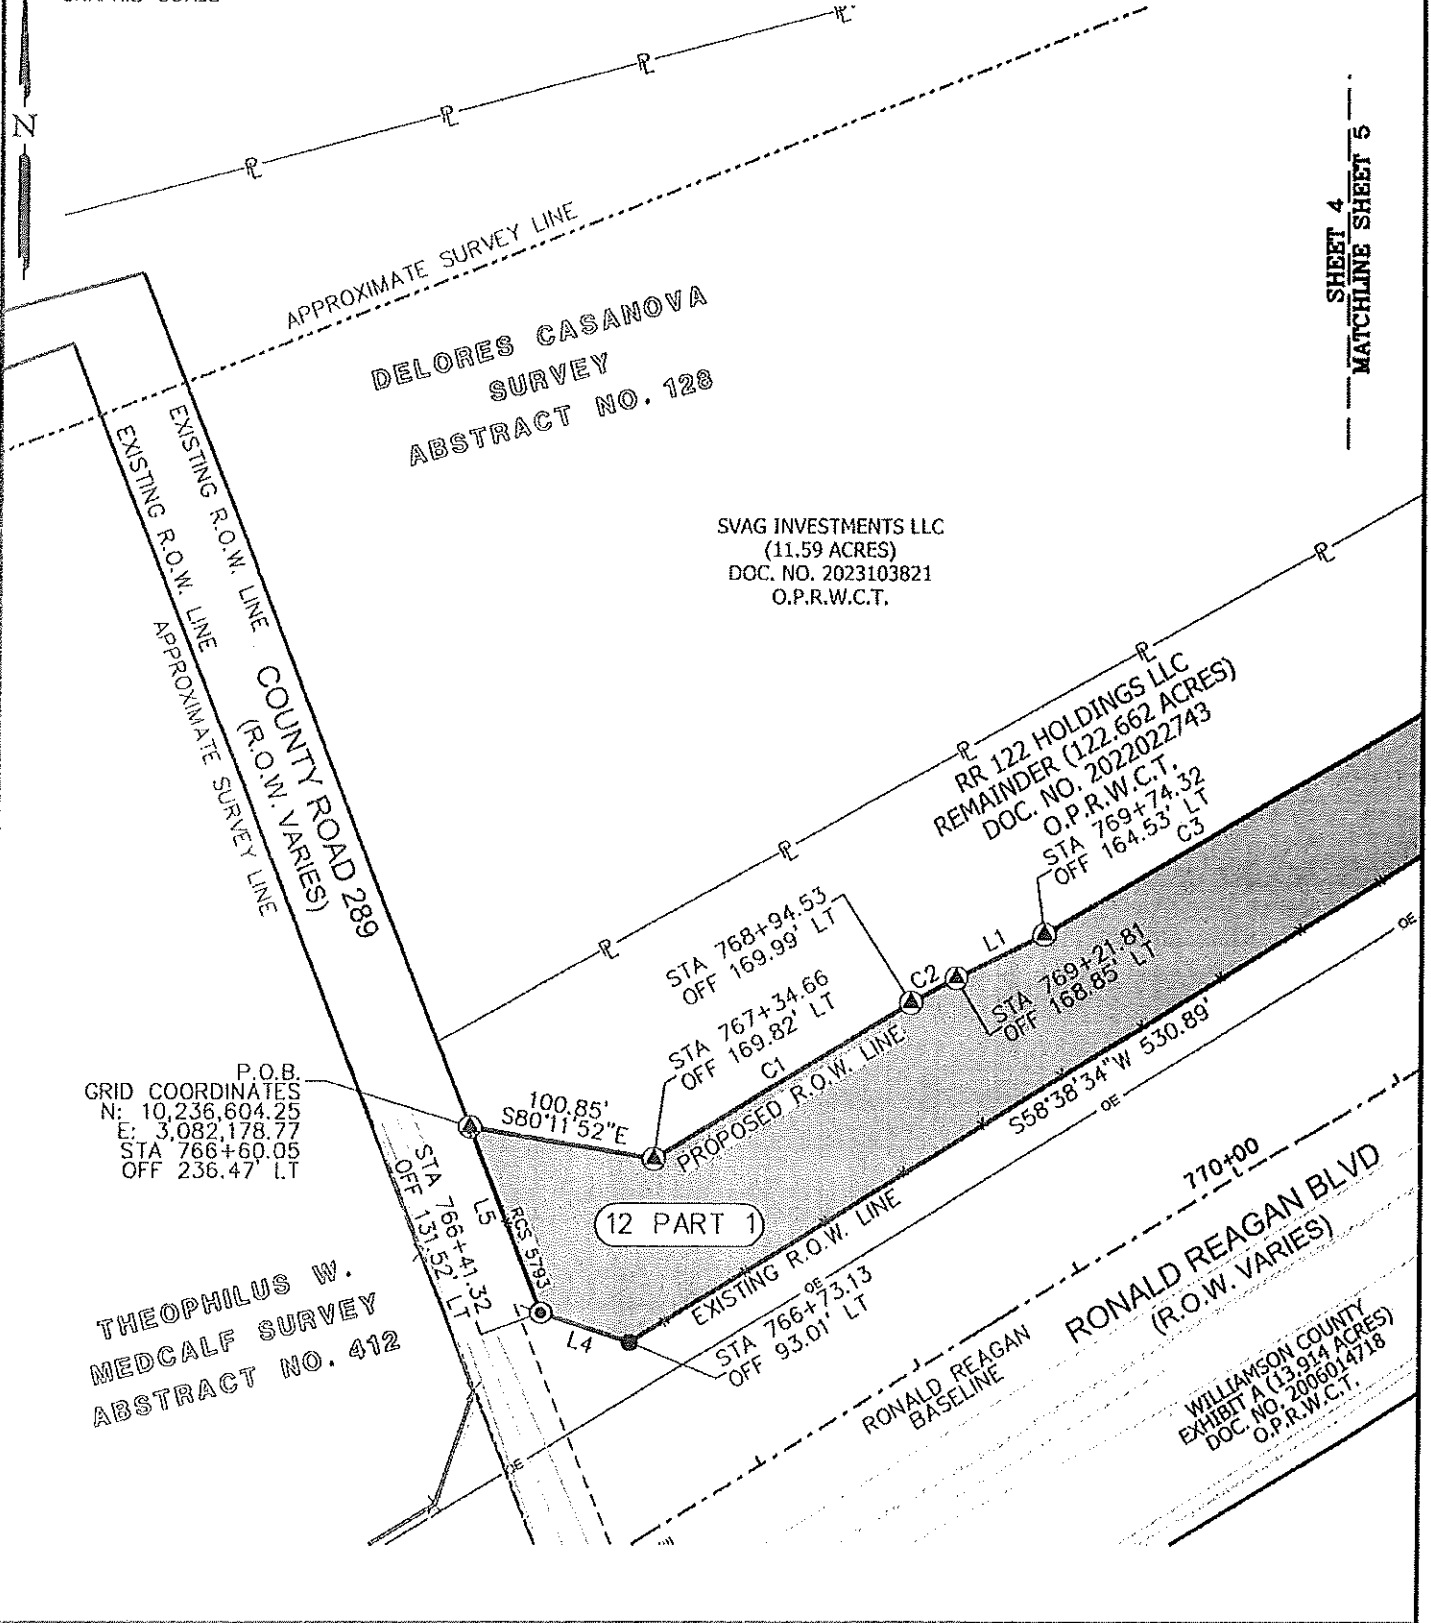 N
SHEET 4
MATCHLINE SHEET 5
APPROXIMATE SURVEY LINE
DELORES CASANOVA
SURVEY
ABSTRACT NO. 128
EXISTING R.O.W. LINE
EXISTING R.O.W. LINE
APPROXIMATE SURVEY LINE
COUNTY ROAD 289
(R.O.W. VARIES)
SVAG INVESTMENTS LLC
(11.59 ACRES)
DOC. NO. 2023103821
O.P.R.W.C.T.
RR 122 HOLDINGS LLC
REMAINDER (122.662 ACRES)
DOC. NO. 2022022743
O.P.R.W.C.T.
STA 769+74.32
OFF 164.53' LT
C3
STA 768+94.53
OFF 169.99' LT
C2
L1
STA 769+21.81
OFF 168.85' LT
STA 767+34.66
OFF 169.82' LT
C1
PROPOSED R.O.W. LINE
S58°38'34"W 530.89'
OE
OE
P.O.B.
GRID COORDINATES
N: 10,236,604.25
E: 3,082,178.77
STA 766+60.05
OFF 236.47' LT
100.85'
S80°11'52"E
STA 766+41.32
OFF 131.52' LT
L5
RCS 5793
12 PART 1
L4
EXISTING R.O.W. LINE
OE
STA 766+73.13
OFF 93.01' LT
770+00
RONALD REAGAN BLVD
(R.O.W. VARIES)
RONALD REAGAN
BASELINE
THEOPHILUS W.
MEDCALF SURVEY
ABSTRACT NO. 412
OE
WILLIAMSON COUNTY
EXHIBIT A (13.914 ACRES)
DOC. NO. 2006014718
O.P.R.W.C.T.